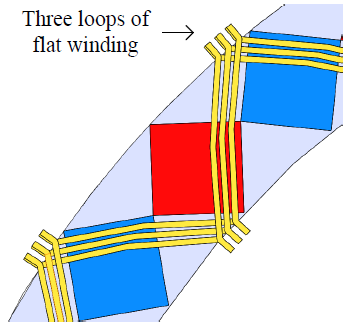 Three loops of
flat winding